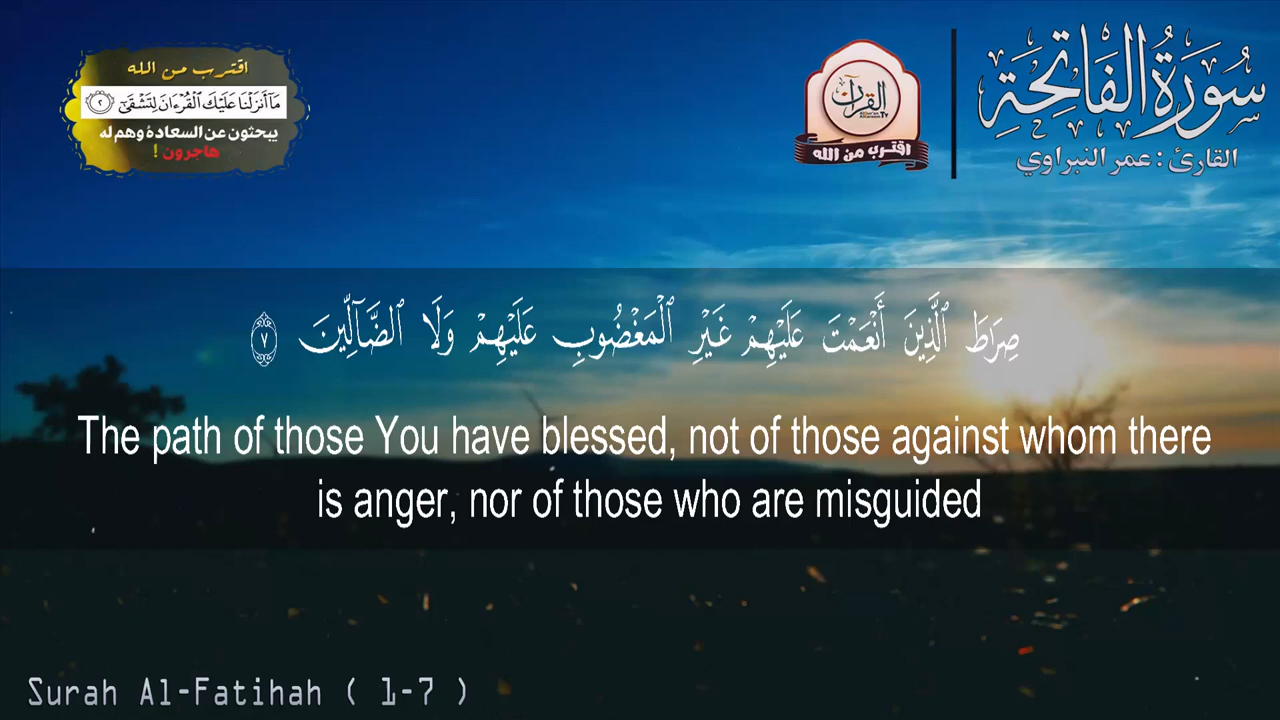 اقترب من الله
مَآ أَنزَلْنَا عَلَيْكَ ٱلْقُرْءَانَ لِتَشْقَىٰٓ ٢
يبحثون عن السعادة وهم له
هاجرون !
القرآن
اقترب من الله
سُورَةُ الفَاتِحَةِ
القارئ : عمر النبراوي
صِرَٰطَ ٱلَّذِينَ أَنْعَمْتَ عَلَيْهِمْ غَيْرِ ٱلْمَغْضُوبِ عَلَيْهِمْ وَلَا ٱلضَّآلِّينَ ٧
The path of those You have blessed, not of those against whom there
is anger, nor of those who are misguided
Surah Al-Fatihah ( 1-7 )